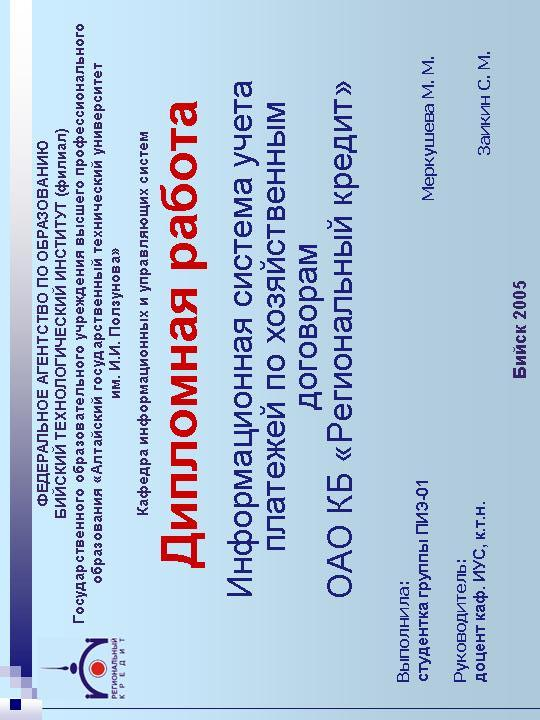 РЕГИОНАЛЬНЫЙ
КРЕДИТ
ФЕДЕРАЛЬНОЕ АГЕНТСТВО ПО ОБРАЗОВАНИЮ
БИЙСКИЙ ТЕХНОЛОГИЧЕСКИЙ ИНСТИТУТ (филиал)
Государственного образовательного учреждения высшего профессионального
образования «Алтайский государственный технический университет
им. И.И. Ползунова»
Кафедра информационных и управляющих систем
Дипломная работа
Информационная система учета
платежей по хозяйственным
договорам
ОАО КБ «Региональный кредит»
Выполнила:
студентка группы ПИЭ-01 Меркушева М. М.
Руководитель:
доцент каф. ИУС, к.т.н. Заикин С. М.
Бийск 2005